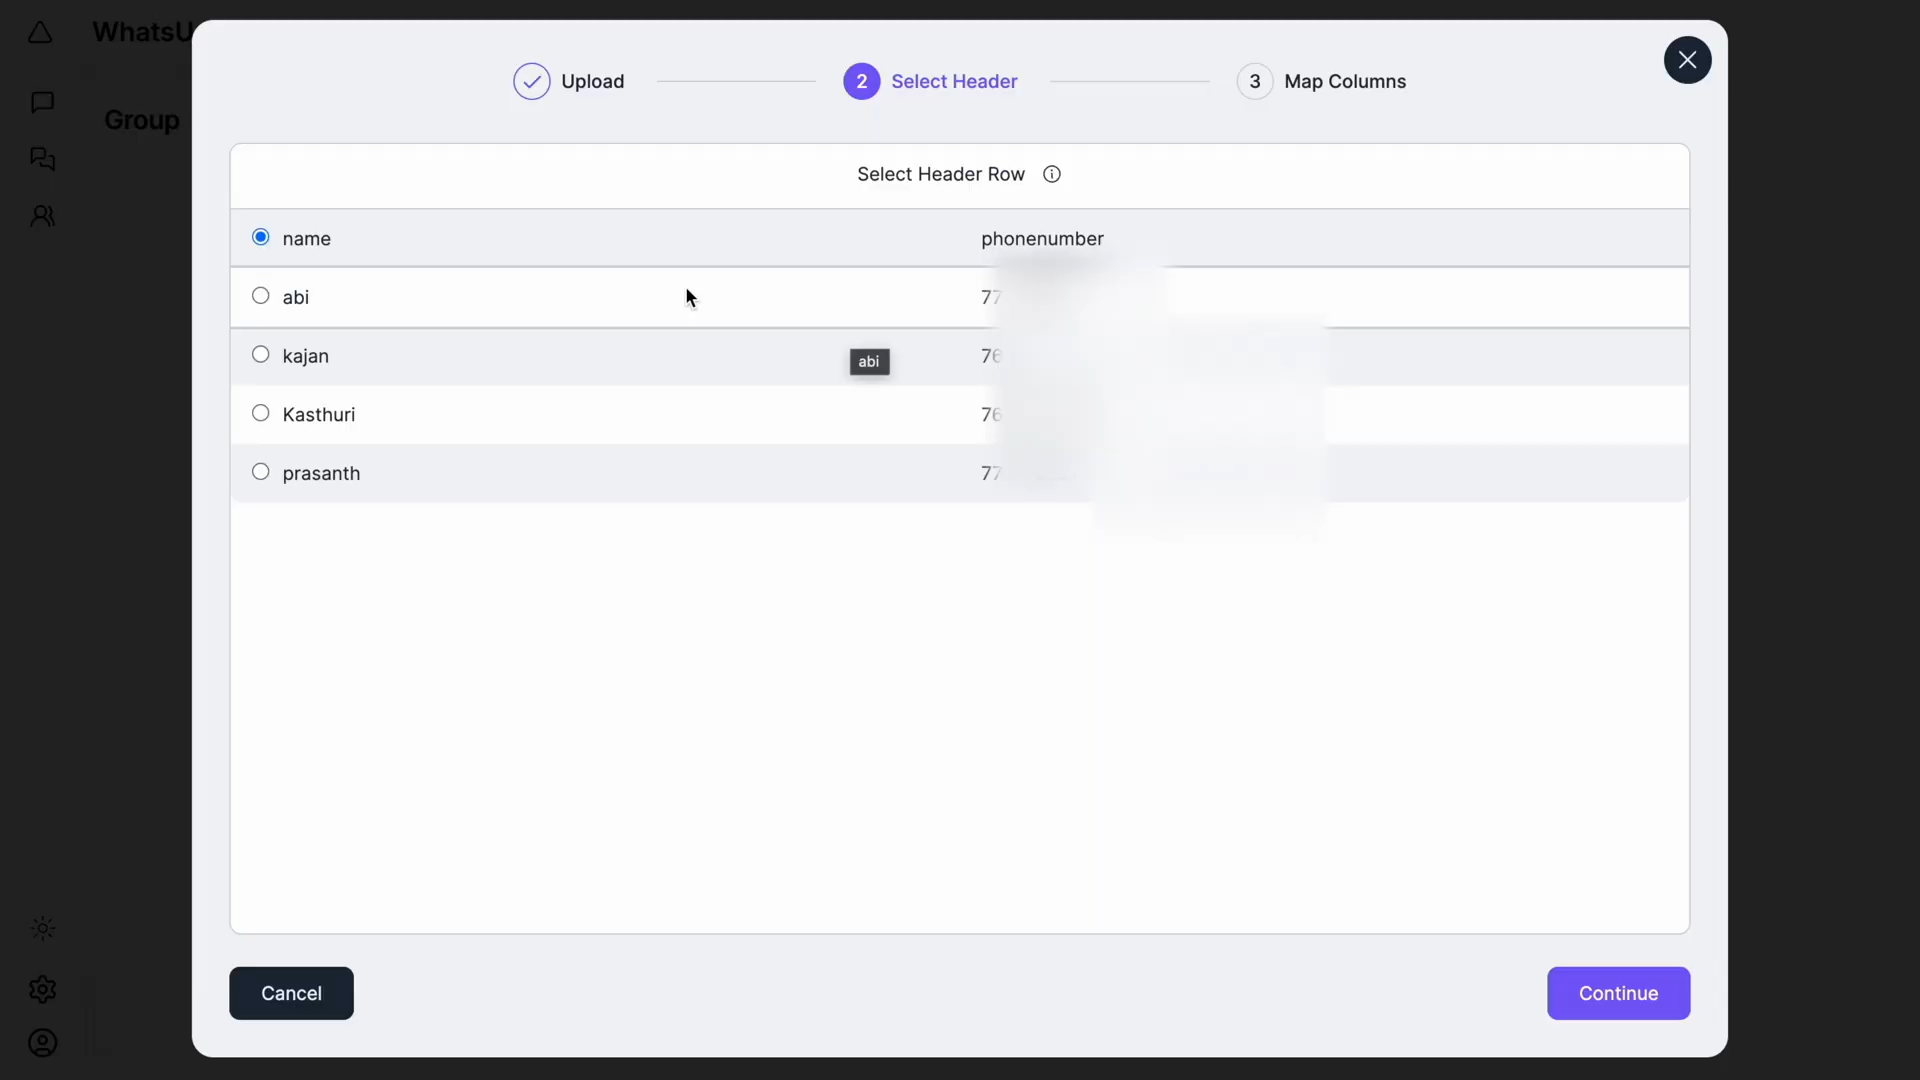 WhatsU
Upload
2 Select Header
3 Map Columns
Group
Select Header Row
name phonenumber
abi 77
kajan 76
abi
Kasthuri 76
prasanth 77
Cancel Continue